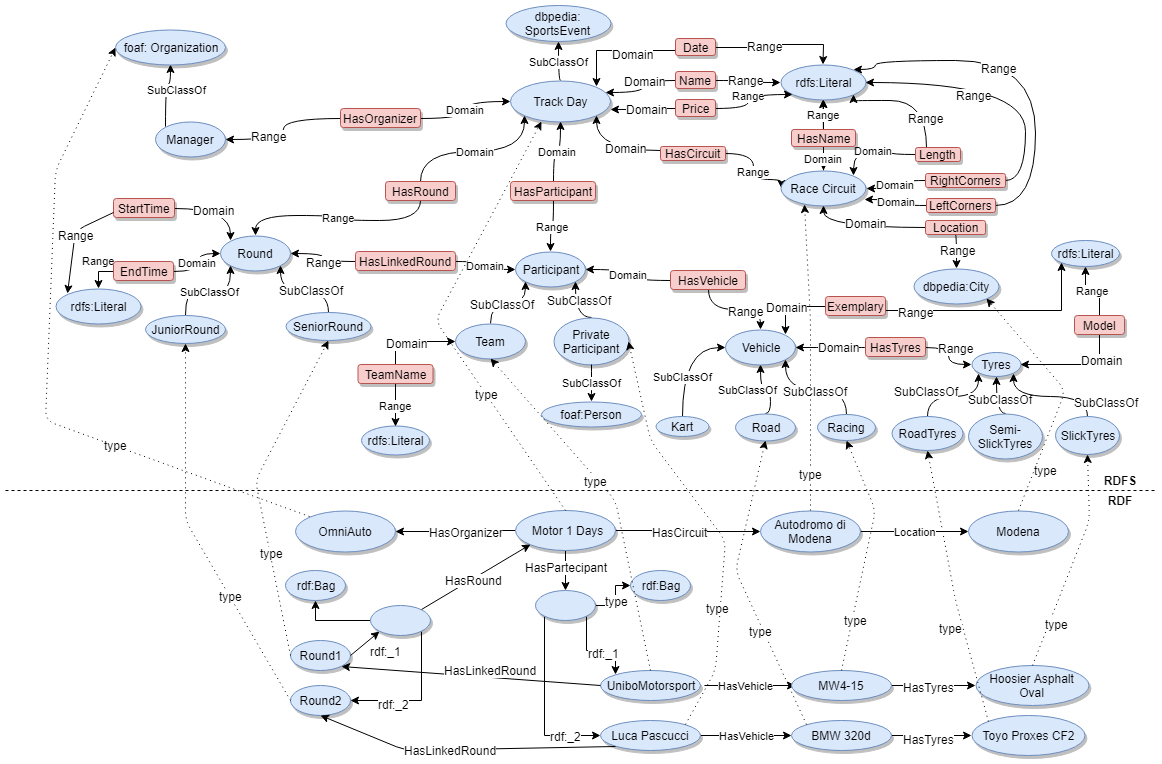 dbpedia:
SportsEvent
foaf: Organization
Date
Range
Domain
SubClassOf
SubClassOf
Domain
Name
Range
rdfs:Literal
Range
Track Day
Domain
Price
Range
Range
HasOrganizer
Domain
Range
Range
Manager
Range
HasName
Domain
HasCircuit
Domain
Domain
Domain
Length
Domain
Range
Race Circuit
Domain
RightCorners
HasRound
HasParticipant
Domain
LeftCorners
StartTime
Domain
Range
Range
Domain
Location
Range
Range
Round
Range
HasLinkedRound
Domain
Participant
Domain
HasVehicle
rdfs:Literal
Range
EndTime
Domain
dbpedia:City
Range
SubClassOf
SubClassOf
SubClassOf
SubClassOf
rdfs:Literal
Range
Domain
Exemplary
Range
JuniorRound
SeniorRound
Team
Private
Participant
Model
Domain
Vehicle
Domain
HasTyres
Range
Tyres
Domain
TeamName
SubClassOf
SubClassOf
SubClassOf
SubClassOf
type
SubClassOf
SubClassOf
SubClassOf
Range
foaf:Person
Kart
Road
Racing
RoadTyres
Semi-
SlickTyres
SlickTyres
rdfs:Literal
type
type
type
type
RDFS
RDF
OmniAuto
HasOrganizer
Motor 1 Days
HasCircuit
Autodromo di
Modena
Location
Modena
type
HasPartecipant
HasRound
rdf:Bag
rdf:Bag
type
type
type
rdf:_1
type
type
type
type
Round1
rdf:_1
HasLinkedRound
UniboMotorsport
HasVehicle
MW4-15
HasTyres
Hoosier Asphalt
Oval
Round2
rdf:_2
rdf:_2
Luca Pascucci
HasVehicle
BMW 320d
HasTyres
Toyo Proxes CF2
HasLinkedRound